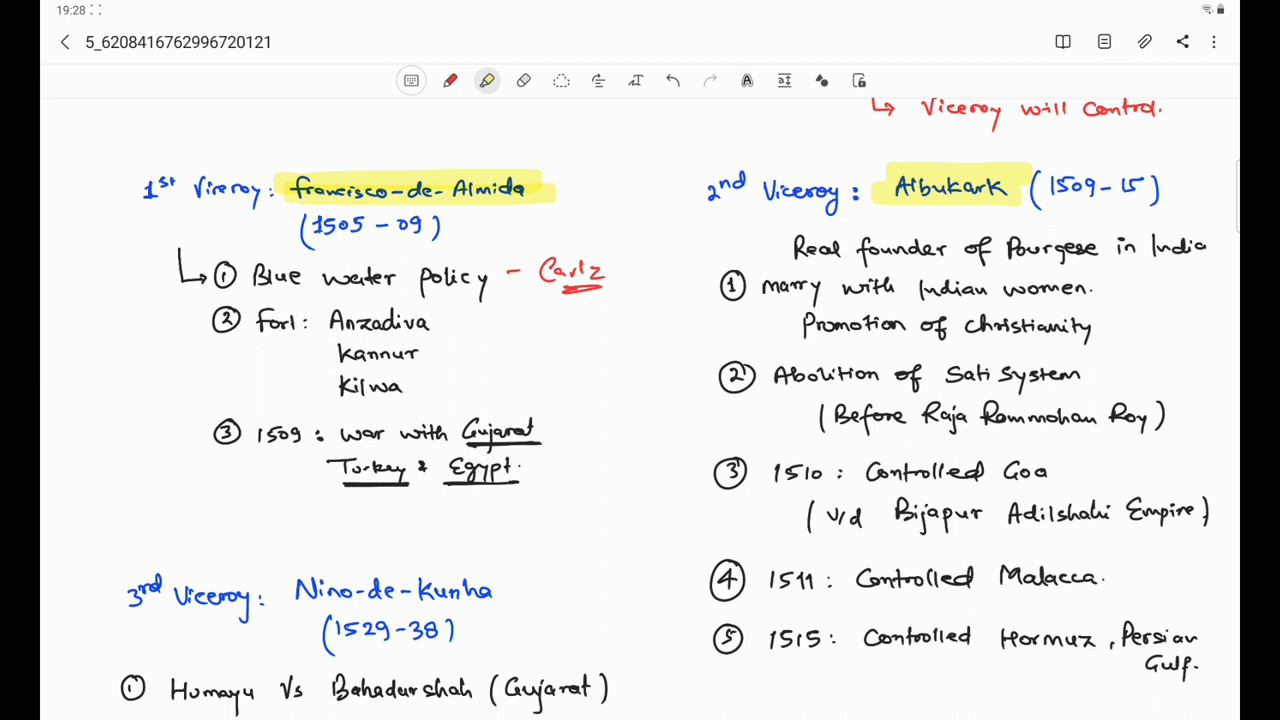 19:28
5_6208416762996720121
↳ Viceroy will Control.
1st Viceroy: francisco-de-Almida
(1505-09)
① Blue water policy - Cartz
② Fort: Anzadiva
Kannur
Kilwa
③ 1509: war with Gujarat
Turkey & Egypt.
3rd Viceroy: Nino-de-Kunha
(1529-38)
① Humayu Vs Bahadurshah (Gujarat)
2nd Viceroy: Albukark (1509-15)
Real founder of Pourgese in India
① marry with Indian women.
Promotion of Christianity
② Abolition of Sati System
(Before Raja Rammohan Roy)
③ 1510: Controlled Goa
(v/d Bijapur Adilshahi Empire)
④ 1511: Controlled Malacca.
⑤ 1515: Controlled Hormuz, Persian
Gulf.